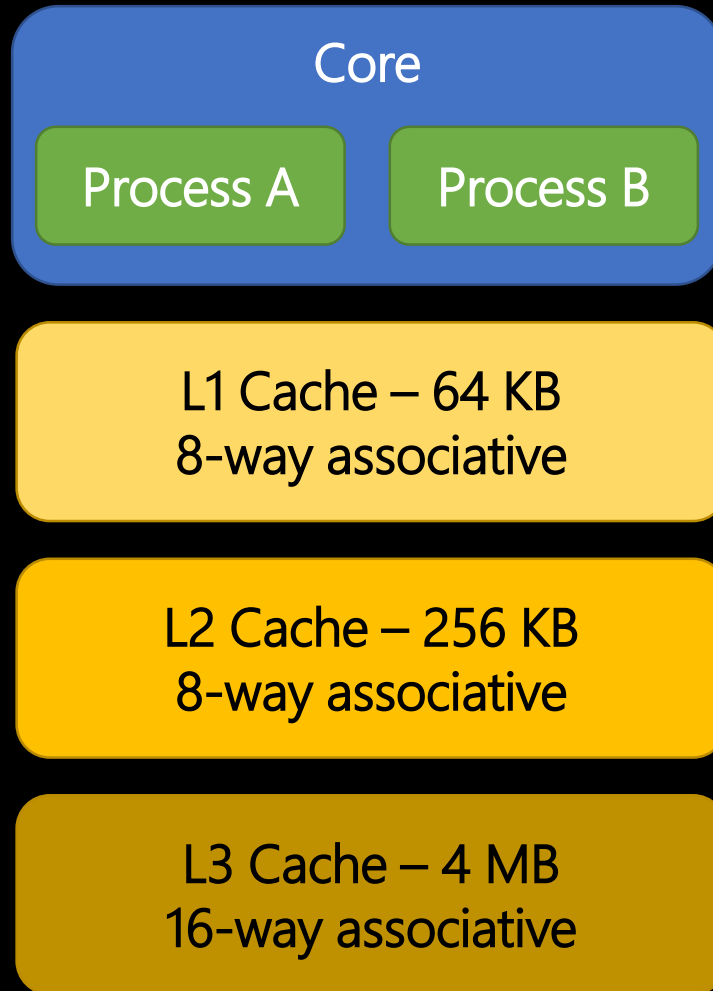 Core
Process A
Process B
L1 Cache – 64 KB
8-way associative
L2 Cache – 256 KB
8-way associative
L3 Cache – 4 MB
16-way associative